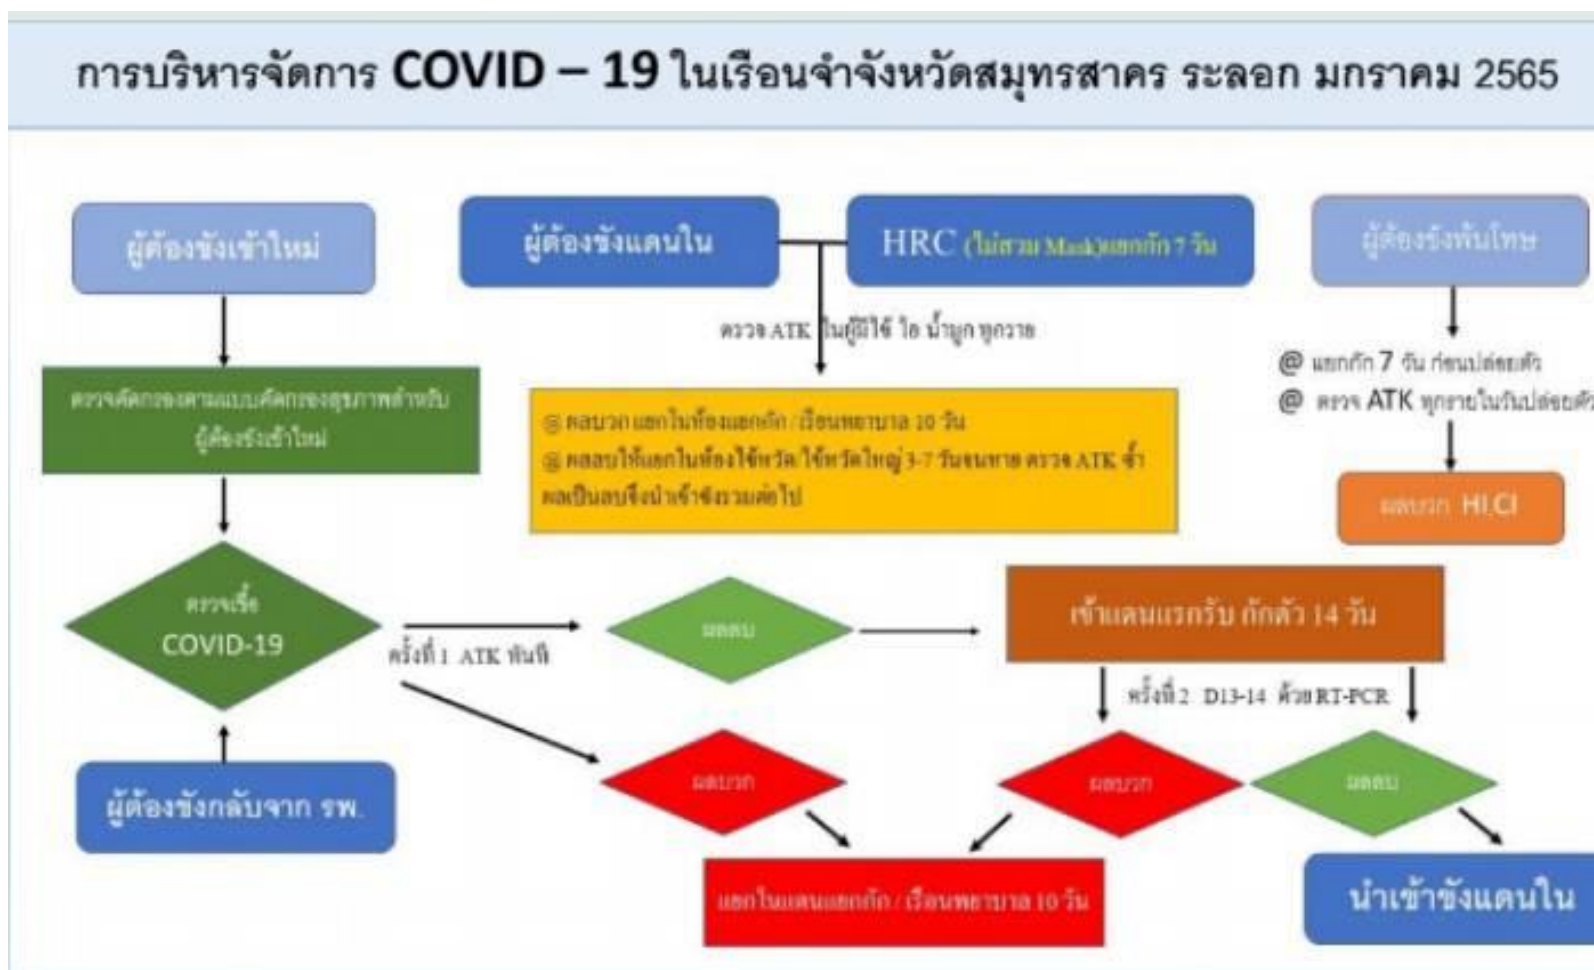 การบริหารจัดการ COVID – 19 ในเรือนจำจังหวัดสมุทรสาคร ระลอก มกราคม 2565
ผู้ต้องขังเข้าใหม่
ผู้ต้องขังแดนใน
HRC (ไม่สวม Mask)แยกกัก 7 วัน
ผู้ต้องขังพ้นโทษ
ตรวจ ATK ในผู้มีไข้ ไอ น้ำมูก ทุกราย
@ แยกกัก 7 วัน ก่อนปล่อยตัว
@ ตรวจ ATK ทุกรายในวันปล่อยตัว
ตรวจคัดกรองตามแบบคัดกรองสุขภาพสำหรับ
ผู้ต้องขังเข้าใหม่
@ ผลบวก แยกในห้องแยกกัก / เรือนพยาบาล 10 วัน
@ ผลลบให้แยกในห้องไข้หวัด/ไข้หวัดใหญ่ 3-7 วันจนหาย ตรวจ ATK ซ้ำ
ผลเป็นลบจึงนำเข้าขังรวมต่อไป
ผลบวก HI.CI
ตรวจเชื้อ
COVID-19
ครั้งที่ 1 ATK ทันที
ผลลบ
เข้าแดนแรกรับ กักตัว 14 วัน
ครั้งที่ 2 D13-14 ด้วย RT-PCR
ผลบวก
ผลบวก
ผลลบ
ผู้ต้องขังกลับจาก รพ.
แยกในแดนแยกกัก / เรือนพยาบาล 10 วัน
นำเข้าขังแดนใน